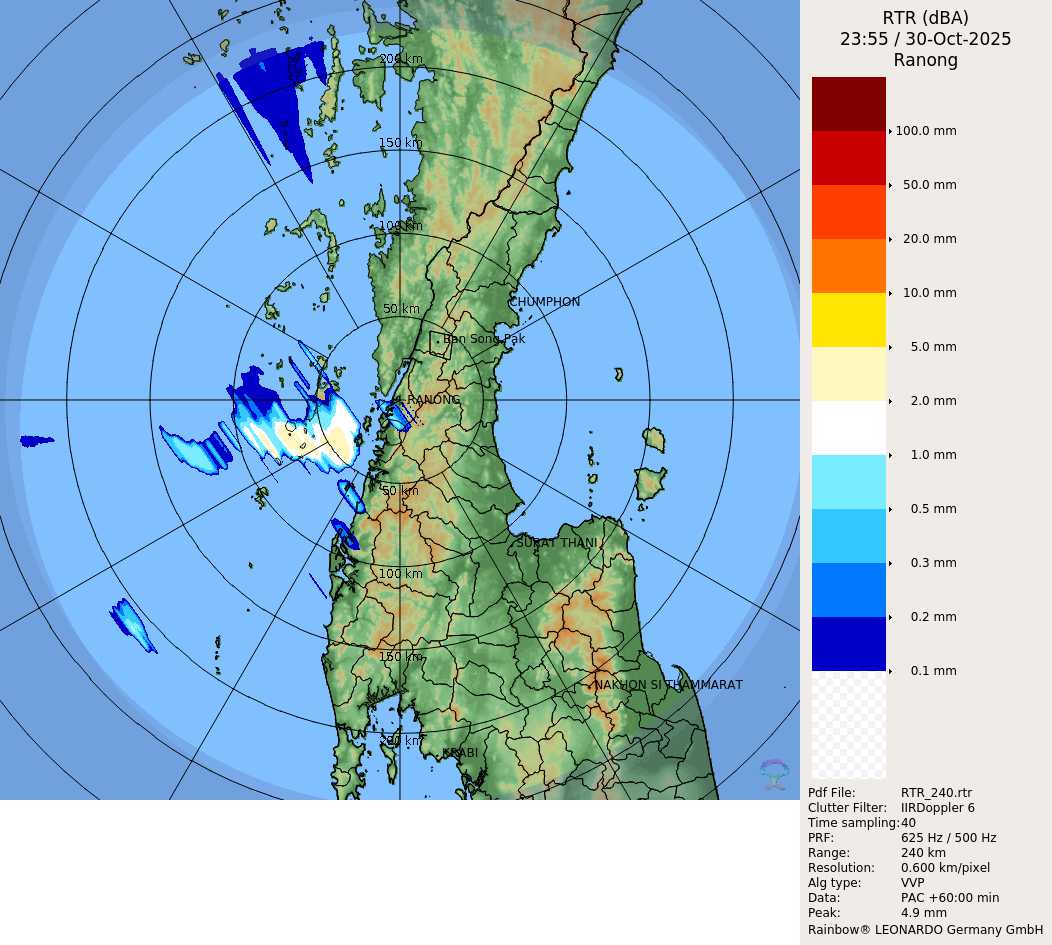 RTR (dBA)
23:55 / 30-Oct-2025
Ranong
200 km
150 km
100 km
50 km
CHUMPHON
Ban Song Pak
RANONG
50 km
SURAT THANI
100 km
150 km
NAKHON SI THAMMARAT
200 km
KRABI
100.0 mm
50.0 mm
20.0 mm
10.0 mm
5.0 mm
2.0 mm
1.0 mm
0.5 mm
0.3 mm
0.2 mm
0.1 mm
Pdf File: RTR_240.rtr
Clutter Filter: IIRDoppler 6
Time sampling:40
PRF: 625 Hz / 500 Hz
Range: 240 km
Resolution: 0.600 km/pixel
Alg type: VVP
Data: PAC +60:00 min
Peak: 4.9 mm
Rainbow® LEONARDO Germany GmbH